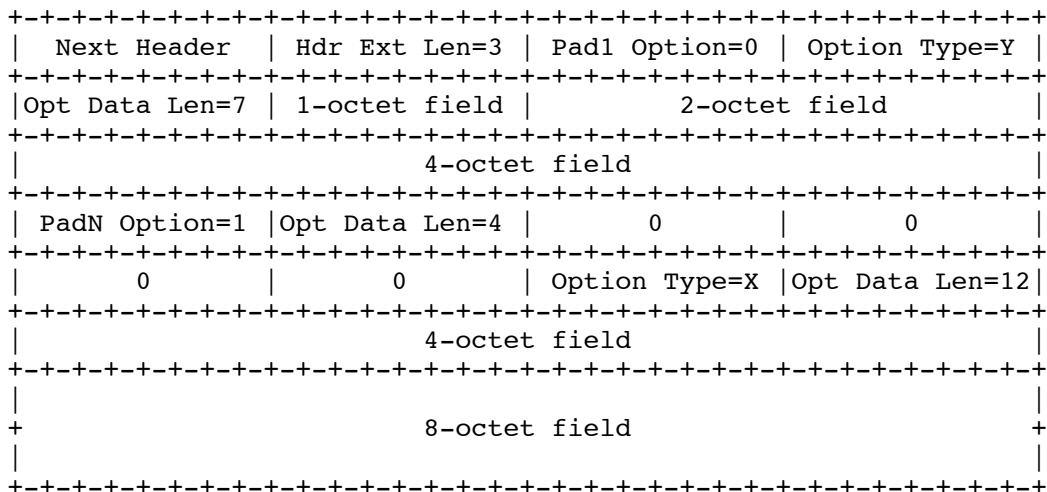 +-+-+-+-+-+-+-+-+-+-+-+-+-+-+-+-+-+-+-+-+-+-+-+-+-+-+-+-+-+-+-+-+
|  Next Header  | Hdr Ext Len=3 | Pad1 Option=0 | Option Type=Y |
+-+-+-+-+-+-+-+-+-+-+-+-+-+-+-+-+-+-+-+-+-+-+-+-+-+-+-+-+-+-+-+-+
|Opt Data Len=7 | 1-octet field |         2-octet field         |
+-+-+-+-+-+-+-+-+-+-+-+-+-+-+-+-+-+-+-+-+-+-+-+-+-+-+-+-+-+-+-+-+
|                         4-octet field                         |
+-+-+-+-+-+-+-+-+-+-+-+-+-+-+-+-+-+-+-+-+-+-+-+-+-+-+-+-+-+-+-+-+
| PadN Option=1 |Opt Data Len=4 |       0       |       0       |
+-+-+-+-+-+-+-+-+-+-+-+-+-+-+-+-+-+-+-+-+-+-+-+-+-+-+-+-+-+-+-+-+
|       0       |       0       | Option Type=X |Opt Data Len=12|
+-+-+-+-+-+-+-+-+-+-+-+-+-+-+-+-+-+-+-+-+-+-+-+-+-+-+-+-+-+-+-+-+
|                         4-octet field                         |
+-+-+-+-+-+-+-+-+-+-+-+-+-+-+-+-+-+-+-+-+-+-+-+-+-+-+-+-+-+-+-+-+
|                                                               |
+                         8-octet field                         +
|                                                               |
+-+-+-+-+-+-+-+-+-+-+-+-+-+-+-+-+-+-+-+-+-+-+-+-+-+-+-+-+-+-+-+-+